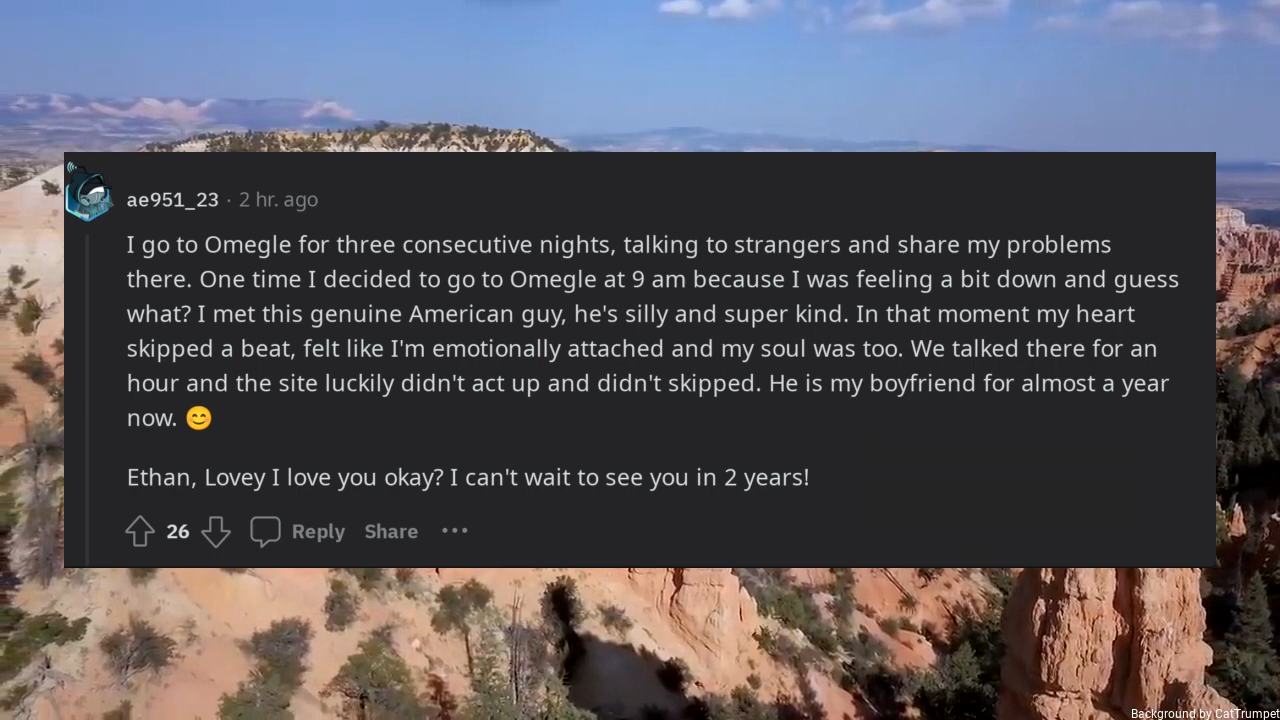 ae951_23 · 2 hr. ago
I go to Omegle for three consecutive nights, talking to strangers and share my problems
there. One time I decided to go to Omegle at 9 am because I was feeling a bit down and guess
what? I met this genuine American guy, he's silly and super kind. In that moment my heart
skipped a beat, felt like I'm emotionally attached and my soul was too. We talked there for an
hour and the site luckily didn't act up and didn't skipped. He is my boyfriend for almost a year
now. 😊
Ethan, Lovey I love you okay? I can't wait to see you in 2 years!
26 Reply Share ···
Background by CatTrumpet